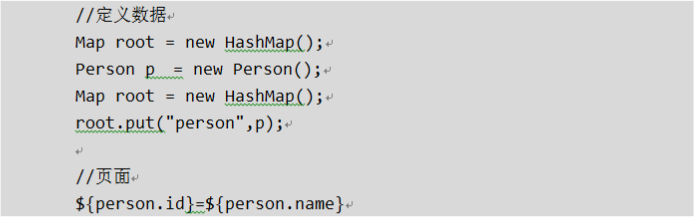 //定义数据
Map root = new HashMap();
Person p  = new Person();
Map root = new HashMap();
root.put("person",p);
//页面
${person.id}=${person.name}